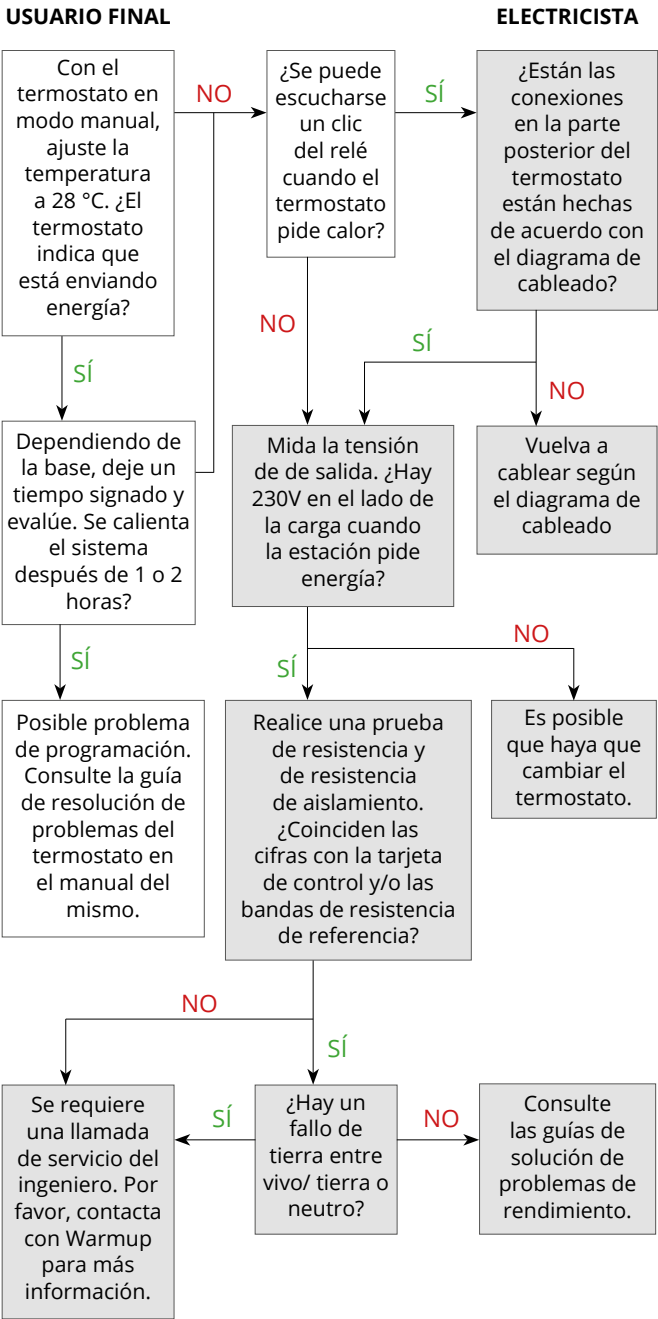 USUARIO FINAL
ELECTRICISTA
Con el
termostato en
modo manual,
ajuste la
temperatura
a 28 °C. ¿El
termostato
indica que
está enviando
energía?
NO
¿Se puede
escucharse
un clic
del relé
cuando el
termostato
pide calor?
SÍ
¿Están las
conexiones
en la parte
posterior del
termostato
están hechas
de acuerdo con
el diagrama de
cableado?
SÍ
NO
SÍ
NO
Dependiendo de
la base, deje un
tiempo signado y
evalúe. Se calienta
el sistema
después de 1 o 2
horas?
Mida la tensión
de de salida. ¿Hay
230V en el lado de
la carga cuando
la estación pide
energía?
Vuelva a
cablear según
el diagrama de
cableado
SÍ
SÍ
NO
Posible problema
de programación.
Consulte la guía
de resolución de
problemas del
termostato en
el manual del
mismo.
Realice una prueba
de resistencia y
de resistencia
de aislamiento.
¿Coinciden las
cifras con la tarjeta
de control y/o las
bandas de resistencia
de referencia?
Es posible
que haya que
cambiar el
termostato.
NO
SÍ
Se requiere
una llamada
de servicio del
ingeniero. Por
favor, contacta
con Warmup
para más
información.
SÍ
¿Hay un
fallo de
tierra entre
vivo/ tierra o
neutro?
NO
Consulte
las guías de
solución de
problemas de
rendimiento.